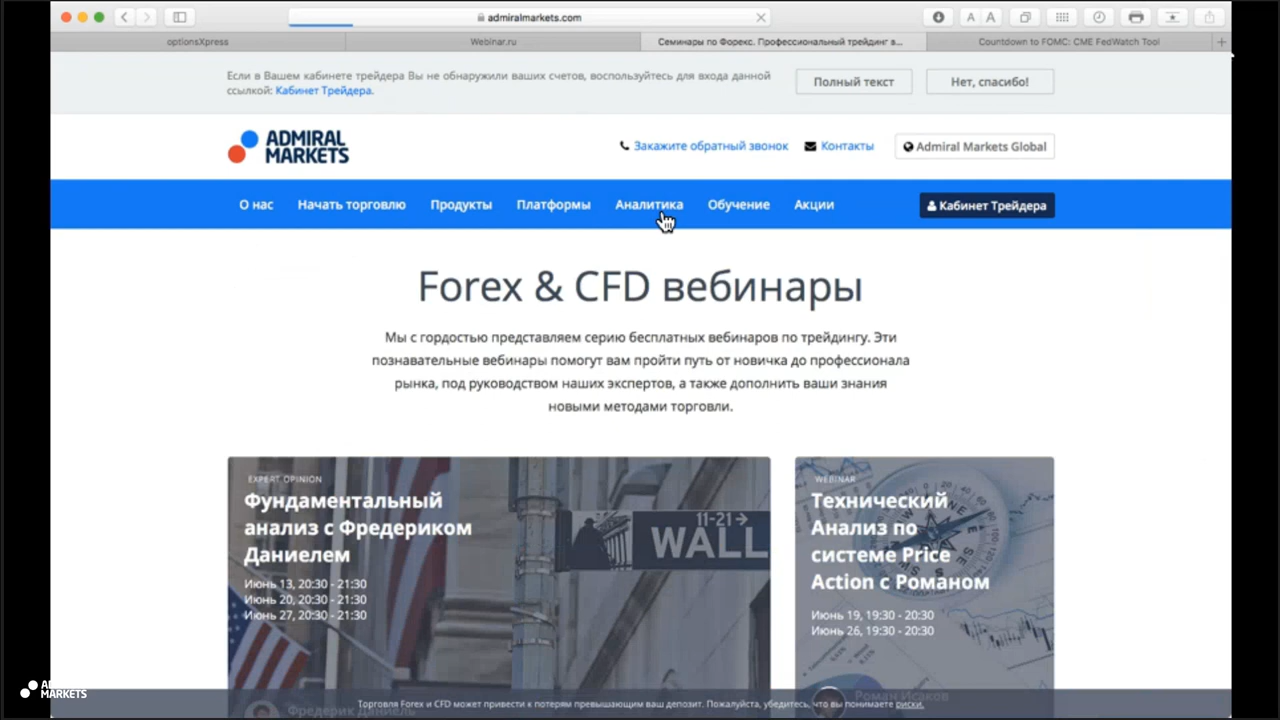 admiralmarkets.com
A A
optionsXpress
Webinar.ru
Семинары по Форекс. Профессиональный трейдинг в...
Countdown to FOMC: CME FedWatch Tool
Если в Вашем кабинете трейдера Вы не обнаружили ваших счетов, воспользуйтесь для входа данной
ссылкой: Кабинет Трейдера.
Полный текст
Нет, спасибо!
ADMIRAL
MARKETS
Закажите обратный звонок
Контакты
Admiral Markets Global
О нас
Начать торговлю
Продукты
Платформы
Аналитика
Обучение
Акции
Кабинет Трейдера
Forex & CFD вебинары
Мы с гордостью представляем серию бесплатных вебинаров по трейдингу. Эти
познавательные вебинары помогут вам пройти путь от новичка до профессионала
рынка, под руководством наших экспертов, а также дополнить ваши знания
новыми методами торговли.
EXPERT OPINION
Фундаментальный
анализ с Фредериком
Даниелем
Июнь 13, 20:30 - 21:30
Июнь 20, 20:30 - 21:30
Июнь 27, 20:30 - 21:30
11-21
WALL
Фредерик Даниель
WEBINAR
Технический
Анализ по
системе Price
Action с Романом
Июнь 19, 19:30 - 20:30
Июнь 26, 19:30 - 20:30
Роман Исаков
Торговля Forex и CFD может привести к потерям превышающим ваш депозит. Пожалуйста, убедитесь, что вы понимаете риски.
MARKETS